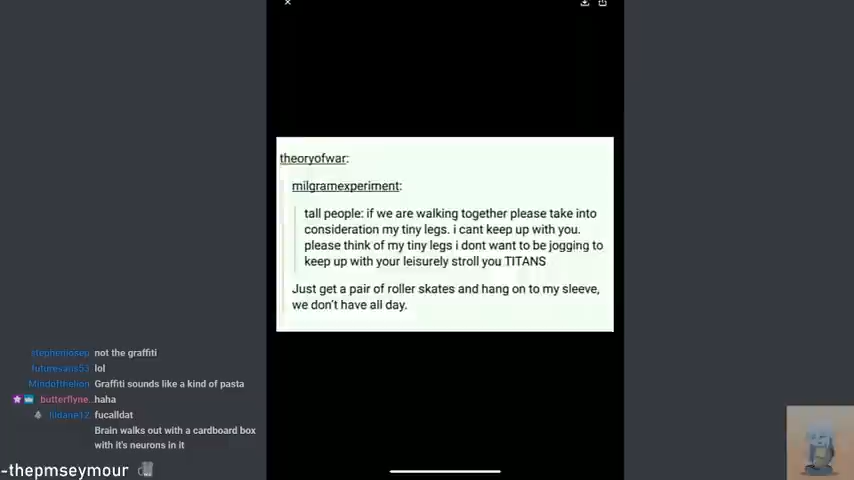 theoryofwar:
milgramexperiment:
tall people: if we are walking together please take into
consideration my tiny legs. i cant keep up with you.
please think of my tiny legs i dont want to be jogging to
keep up with your leisurely stroll you TITANS
Just get a pair of roller skates and hang on to my sleeve,
we don't have all day.
not the graffiti
futurevans53 lol
Mindofthelion Graffiti sounds like a kind of pasta
butterflyne.. haha
fucalldat
Brain walks out with a cardboard box
with it's neurons in it
-thepmseymour